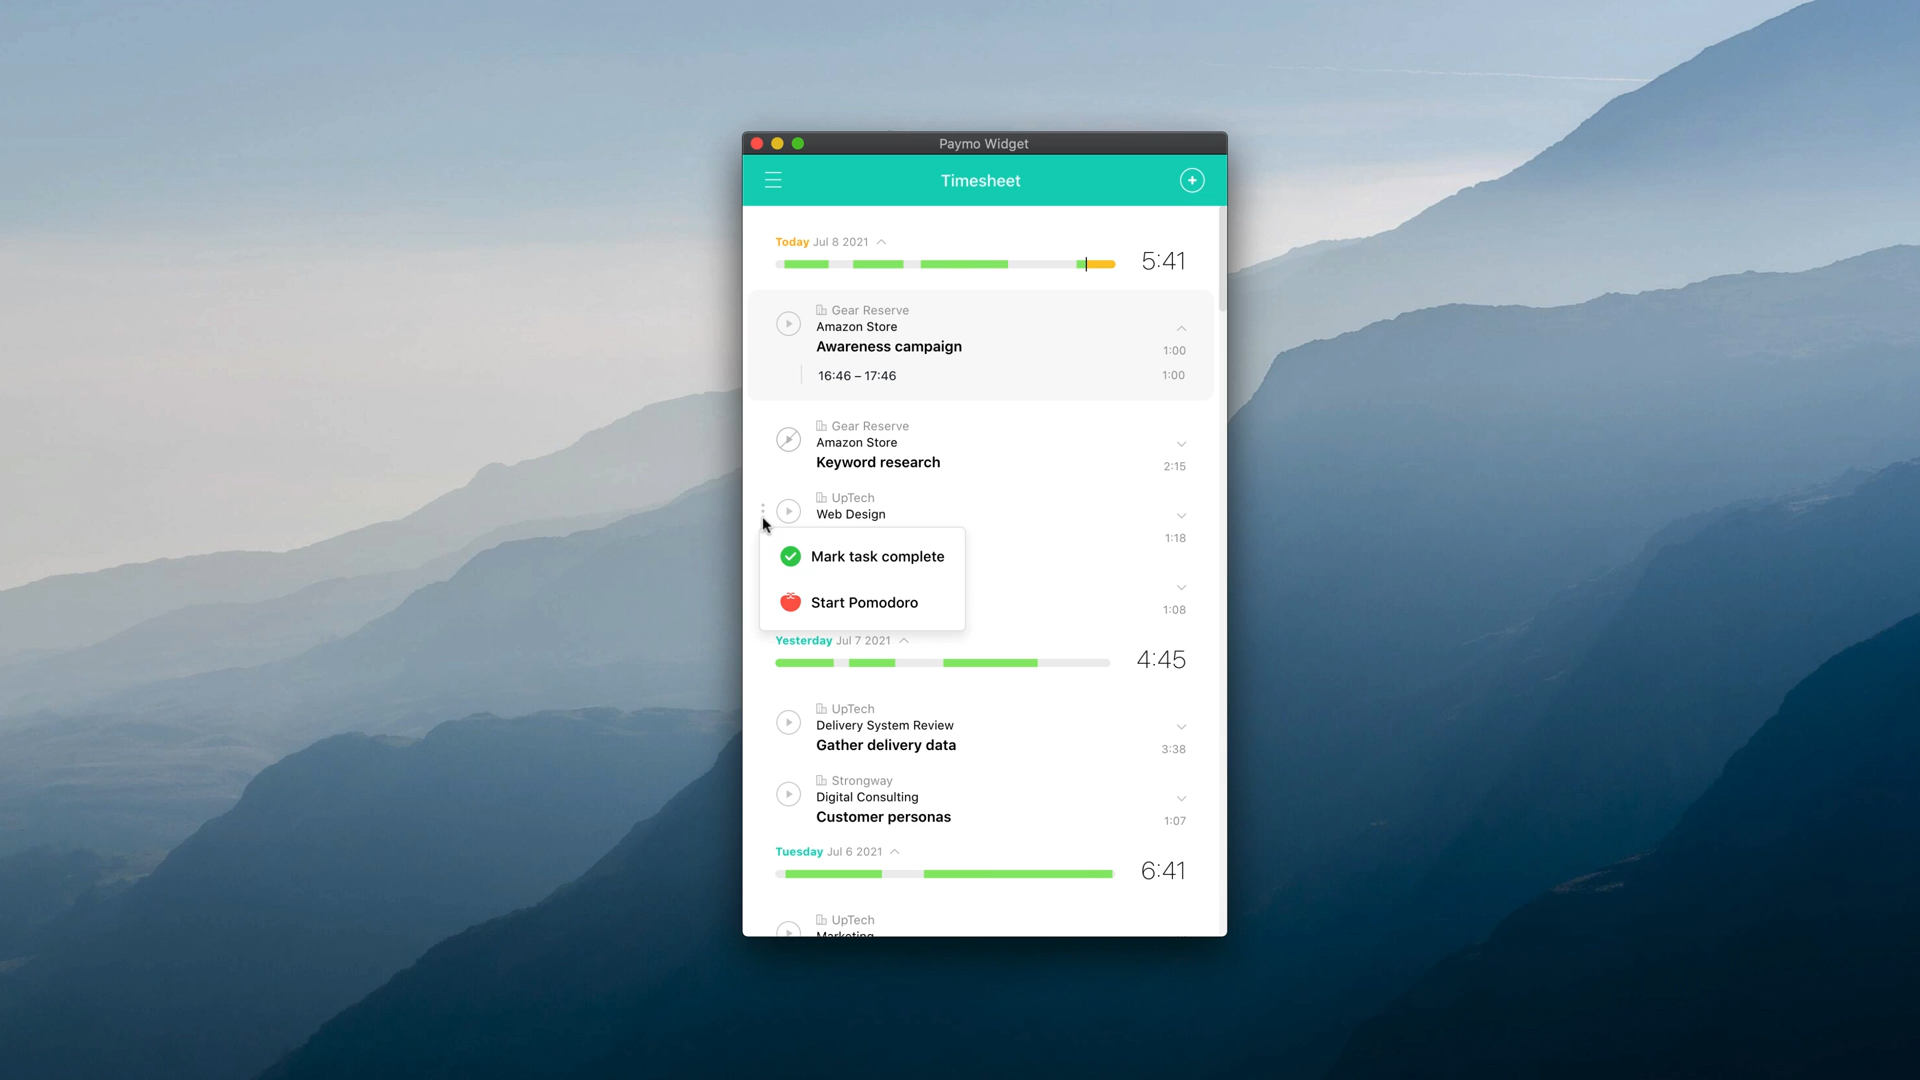 Paymo Widget
Timesheet
Today Jul 8 2021
5:41
Gear Reserve
Amazon Store
Awareness campaign
1:00
16:46 – 17:46
1:00
Gear Reserve
Amazon Store
Keyword research
2:15
UpTech
Web Design
1:18
Mark task complete
Start Pomodoro
1:08
Yesterday Jul 7 2021
4:45
UpTech
Delivery System Review
Gather delivery data
3:38
Strongway
Digital Consulting
Customer personas
1:07
Tuesday Jul 6 2021
6:41
UpTech
Marketing